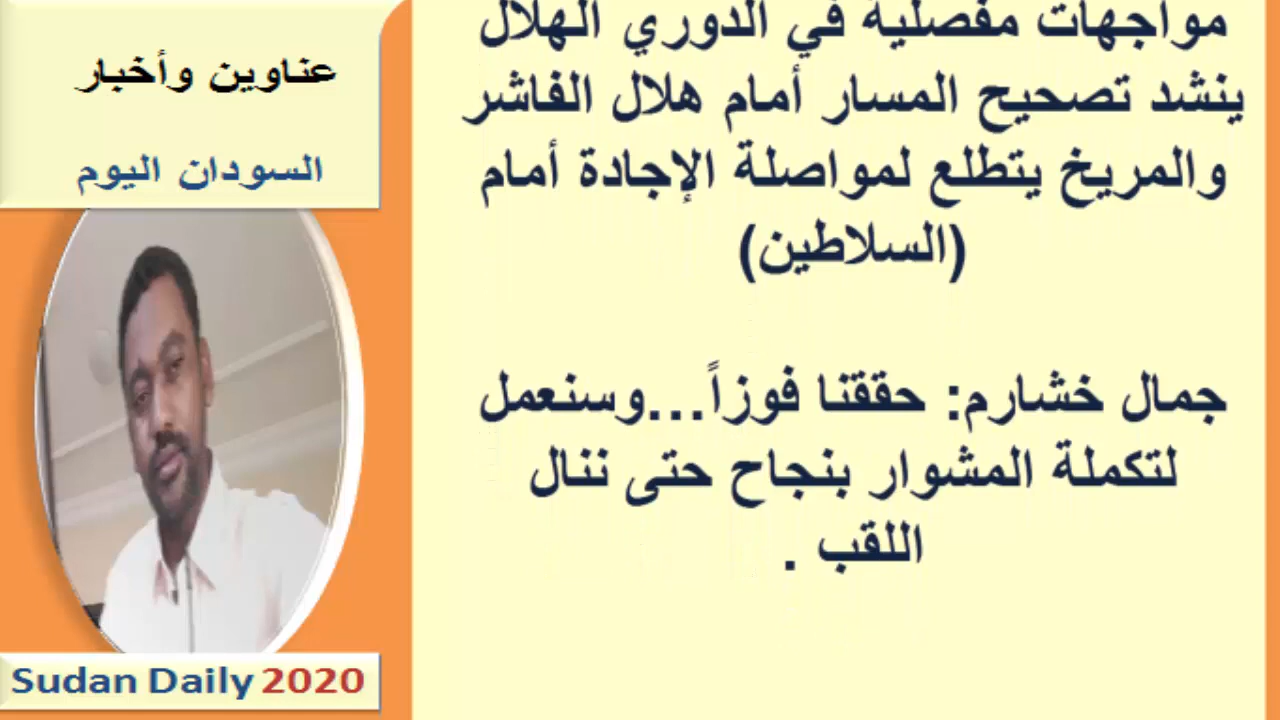 عناوين وأخبار
السودان اليوم
Sudan Daily 2020
مواجهات مفصلية في الدوري الهلال
ينشد تصحيح المسار أمام هلال الفاشر
والمريخ يتطلع لمواصلة الإجادة أمام
(السلاطين)
جمال خشارم: حققنا فوزاً...وسنعمل
لتكملة المشوار بنجاح حتى ننال
اللقب .